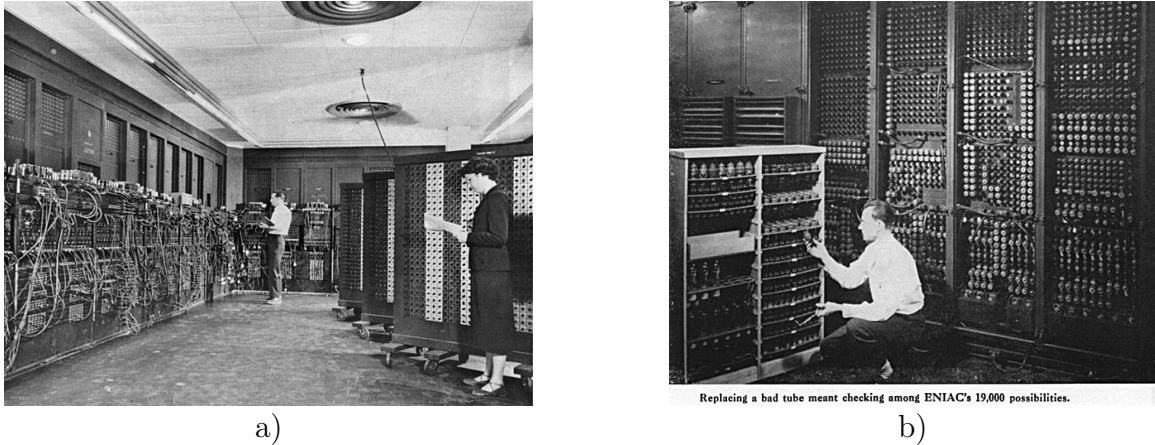 Replacing a bad tube meant checking among ENIAC's 19,000 possibilities.
a)
b)